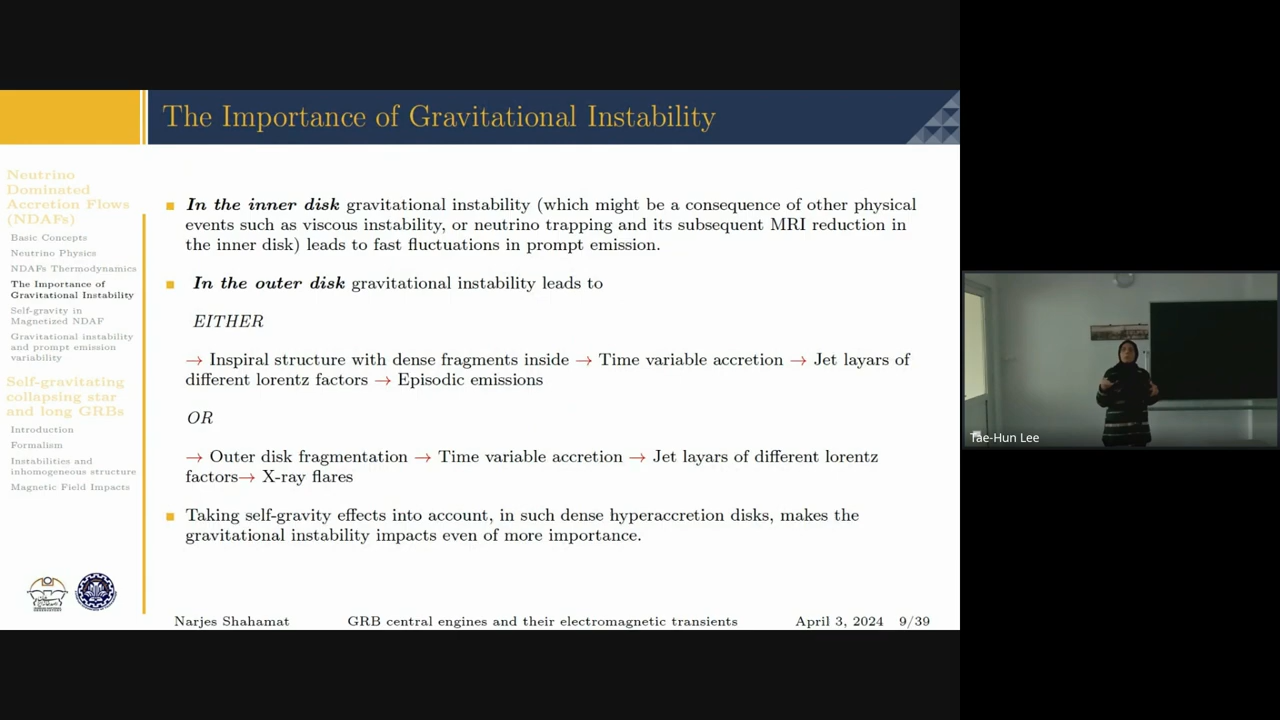 The Importance of Gravitational Instability
Neutrino
Dominated
Accretion Flows
(NDAFs)
Basic Concepts
Neutrino Physics
NDAFs Thermodynamics
The Importance of
Gravitational Instability
Self-gravity in
Magnetized NDAF
Gravitational instability
and prompt emission
variability
Self-gravitating
collapsing star
and long GRBs
Introduction
Formalism
Instabilities and
inhomogeneous structure
Magnetic Field Impacts
In the inner disk gravitational instability (which might be a consequence of other physical
events such as viscous instability, or neutrino trapping and its subsequent MRI reduction in
the inner disk) leads to fast fluctuations in prompt emission.
In the outer disk gravitational instability leads to
EITHER
→ Inspiral structure with dense fragments inside → Time variable accretion → Jet layars of
different lorentz factors → Episodic emissions
OR
→ Outer disk fragmentation → Time variable accretion → Jet layars of different lorentz
factors→ X-ray flares
Taking self-gravity effects into account, in such dense hyperaccretion disks, makes the
gravitational instability impacts even of more importance.
Narjes Shahamat GRB central engines and their electromagnetic transients April 3, 2024 9/39
Tae-Hun Lee